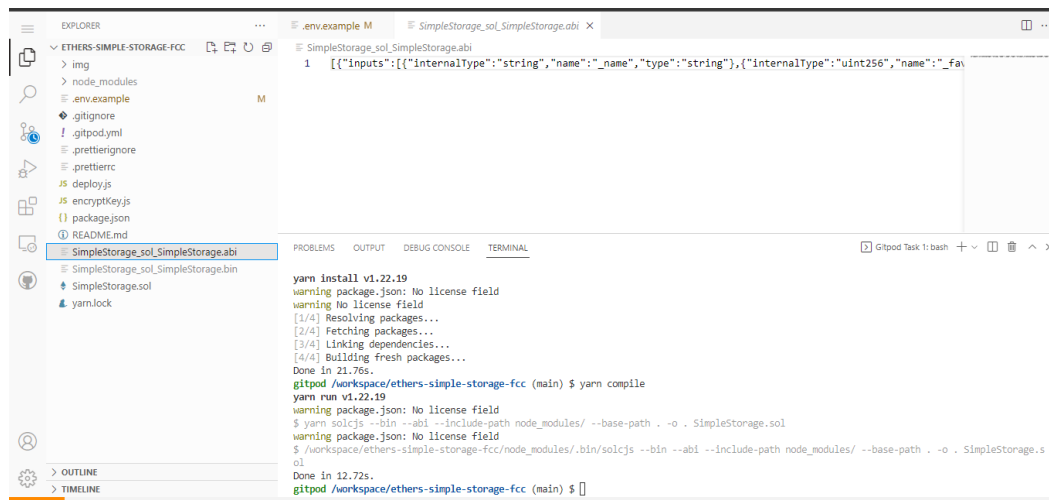 EXPLORER
ETHERS-SIMPLE-STORAGE-FCC
img
node_modules
.env.example M
.gitignore
.gitpod.yml
.prettierignore
.prettierrc
JS deploy.js
JS encryptKey.js
{} package.json
README.md
SimpleStorage_sol_SimpleStorage.abi
SimpleStorage_sol_SimpleStorage.bin
SimpleStorage.sol
yarn.lock
OUTLINE
TIMELINE
.env.example M SimpleStorage_sol_SimpleStorage.abi
SimpleStorage_sol_SimpleStorage.abi
1 [{"inputs":[{"internalType":"string","name":"_name","type":"string"},{"internalType":"uint256","name":"_fav
PROBLEMS OUTPUT DEBUG CONSOLE TERMINAL Gitpod Task 1: bash
yarn install v1.22.19
warning package.json: No license field
warning No license field
[1/4] Resolving packages...
[2/4] Fetching packages...
[3/4] Linking dependencies...
[4/4] Building fresh packages...
Done in 21.76s.
gitpod /workspace/ethers-simple-storage-fcc (main) $ yarn compile
yarn run v1.22.19
warning package.json: No license field
$ yarn solcjs --bin --abi --include-path node_modules/ --base-path . -o . SimpleStorage.sol
warning package.json: No license field
$ /workspace/ethers-simple-storage-fcc/node_modules/.bin/solcjs --bin --abi --include-path node_modules/ --base-path . -o . SimpleStorage.s
ol
Done in 12.72s.
gitpod /workspace/ethers-simple-storage-fcc (main) $